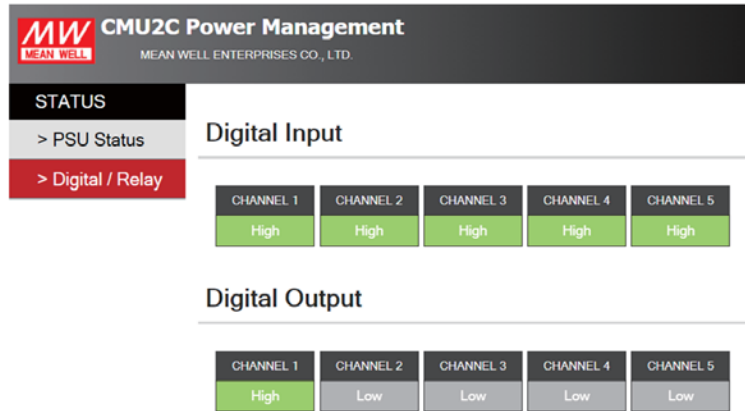 MW
MEAN WELL
CMU2C Power Management
MEAN WELL ENTERPRISES CO., LTD.
STATUS
> PSU Status
> Digital / Relay
Digital Input
CHANNEL 1 CHANNEL 2 CHANNEL 3 CHANNEL 4 CHANNEL 5
High High High High High
Digital Output
CHANNEL 1 CHANNEL 2 CHANNEL 3 CHANNEL 4 CHANNEL 5
High Low Low Low Low